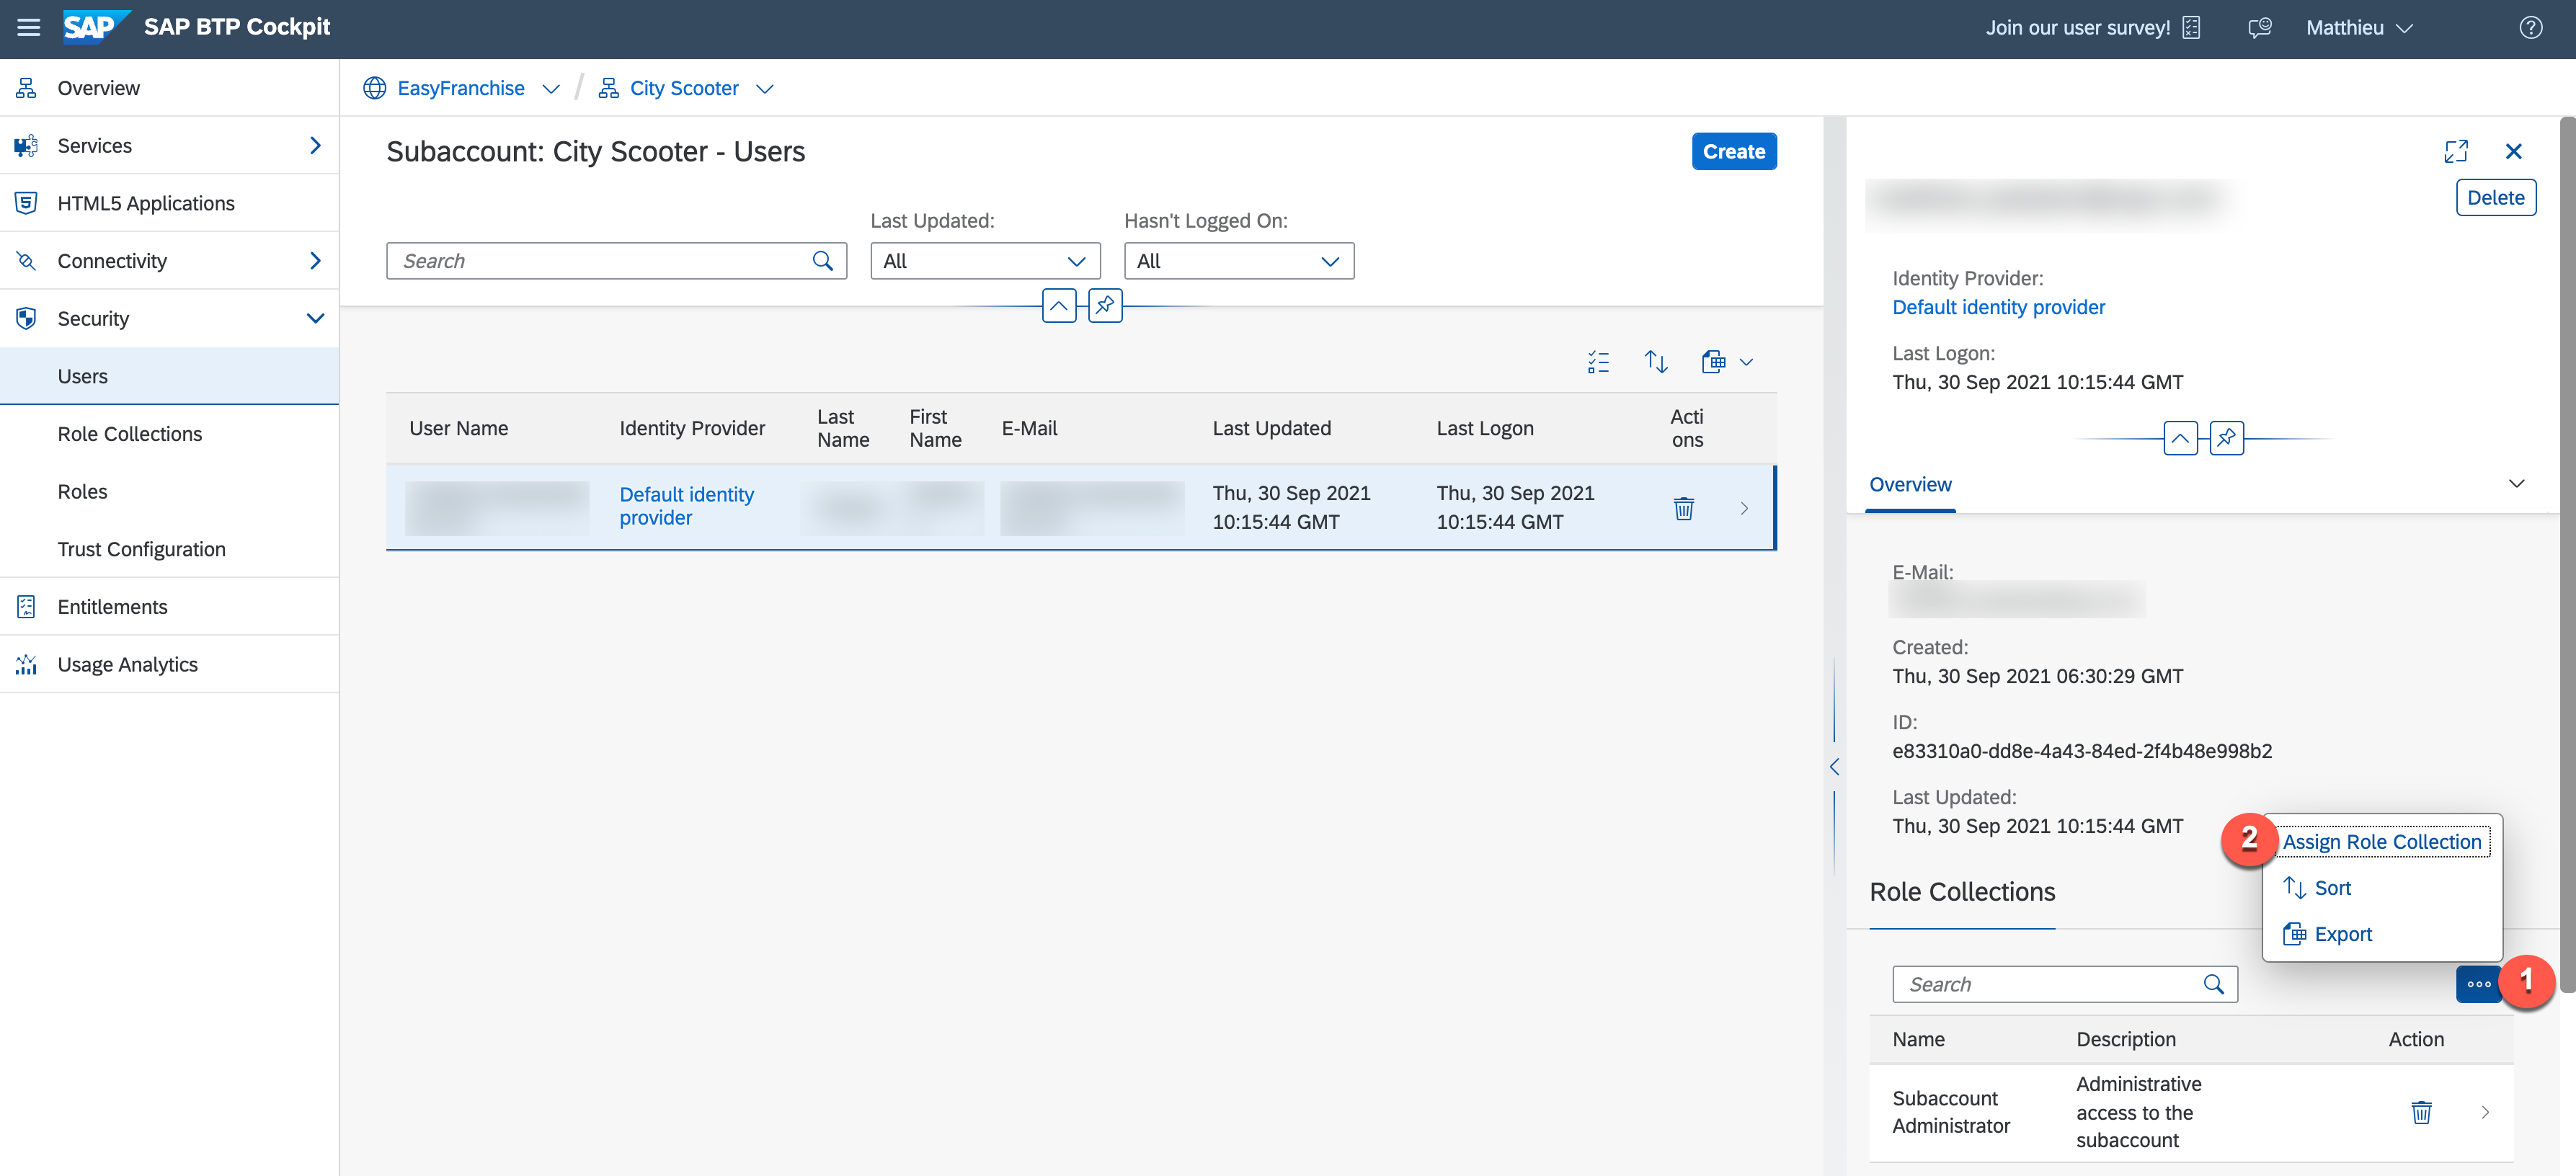 SAP SAP BTP Cockpit
Join our user survey!
Matthieu
Overview
Services
HTML5 Applications
Connectivity
Security
Users
Role Collections
Roles
Trust Configuration
Entitlements
Usage Analytics
EasyFranchise / City Scooter
Subaccount: City Scooter - Users
Create
Last Updated:
Hasn't Logged On:
Search
All
All
User Name
Identity Provider
Last
Name
First
Name
E-Mail
Last Updated
Last Logon
Acti
ons
Default identity
provider
Thu, 30 Sep 2021
10:15:44 GMT
Thu, 30 Sep 2021
10:15:44 GMT
Delete
Identity Provider:
Default identity provider
Last Logon:
Thu, 30 Sep 2021 10:15:44 GMT
Overview
E-Mail:
Created:
Thu, 30 Sep 2021 06:30:29 GMT
ID:
e83310a0-dd8e-4a43-84ed-2f4b48e998b2
Last Updated:
Thu, 30 Sep 2021 10:15:44 GMT
2
Assign Role Collection
Sort
Export
Role Collections
Search
1
Name
Description
Action
Subaccount
Administrator
Administrative
access to the
subaccount